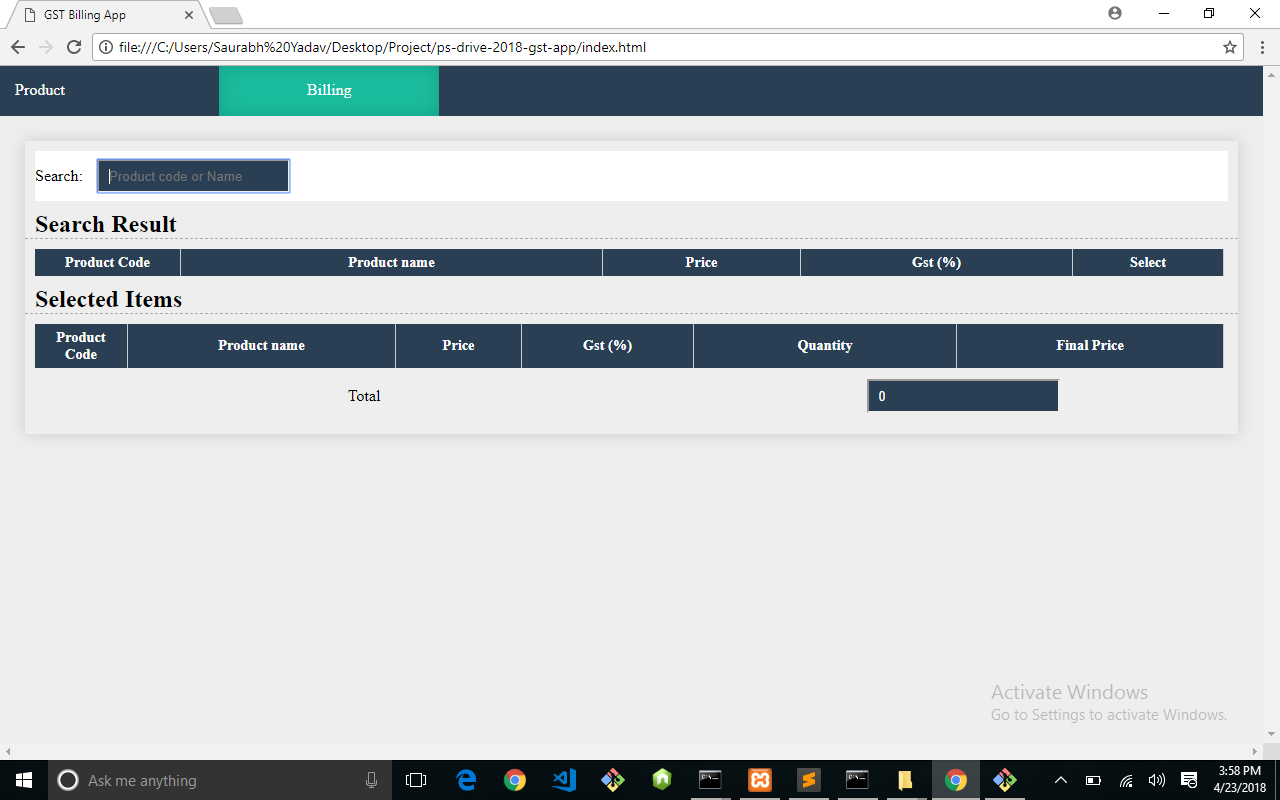 GST Billing App
file:///C:/Users/Saurabh%20Yadav/Desktop/Project/ps-drive-2018-gst-app/index.html
Product Billing
Search: Product code or Name
Search Result
Product Code Product name Price Gst (%) Select
Selected Items
Product Code Product name Price Gst (%) Quantity Final Price
Total 0
Activate Windows
Go to Settings to activate Windows.
Ask me anything
3:58 PM
4/23/2018